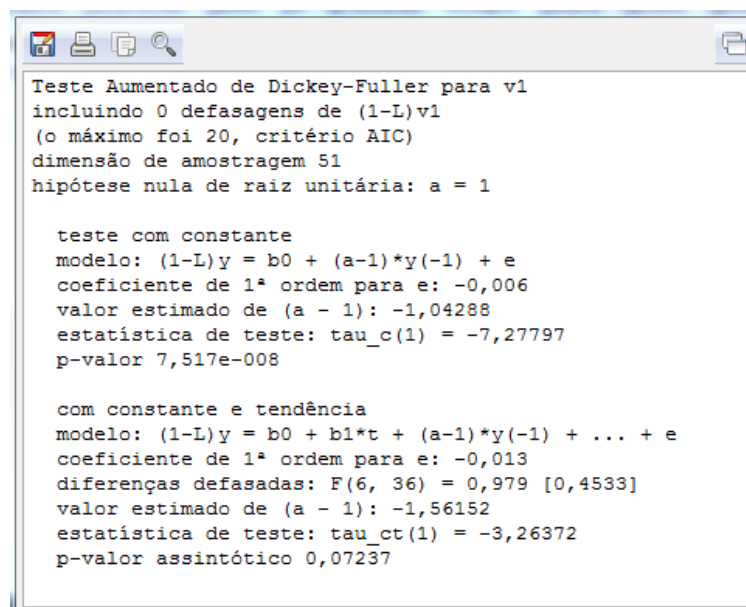 Teste Aumentado de Dickey-Fuller para v1
incluindo 0 defasagens de (1-L)v1
(o máximo foi 20, critério AIC)
dimensão de amostragem 51
hipótese nula de raiz unitária: a = 1
teste com constante
modelo: (1-L)y = b0 + (a-1)*y(-1) + e
coeficiente de 1ª ordem para e: -0,006
valor estimado de (a - 1): -1,04288
estatística de teste: tau_c(1) = -7,27797
p-valor 7,517e-008
com constante e tendência
modelo: (1-L)y = b0 + b1*t + (a-1)*y(-1) + ... + e
coeficiente de 1ª ordem para e: -0,013
diferenças defasadas: F(6, 36) = 0,979 [0,4533]
valor estimado de (a - 1): -1,56152
estatística de teste: tau_ct(1) = -3,26372
p-valor assintótico 0,07237